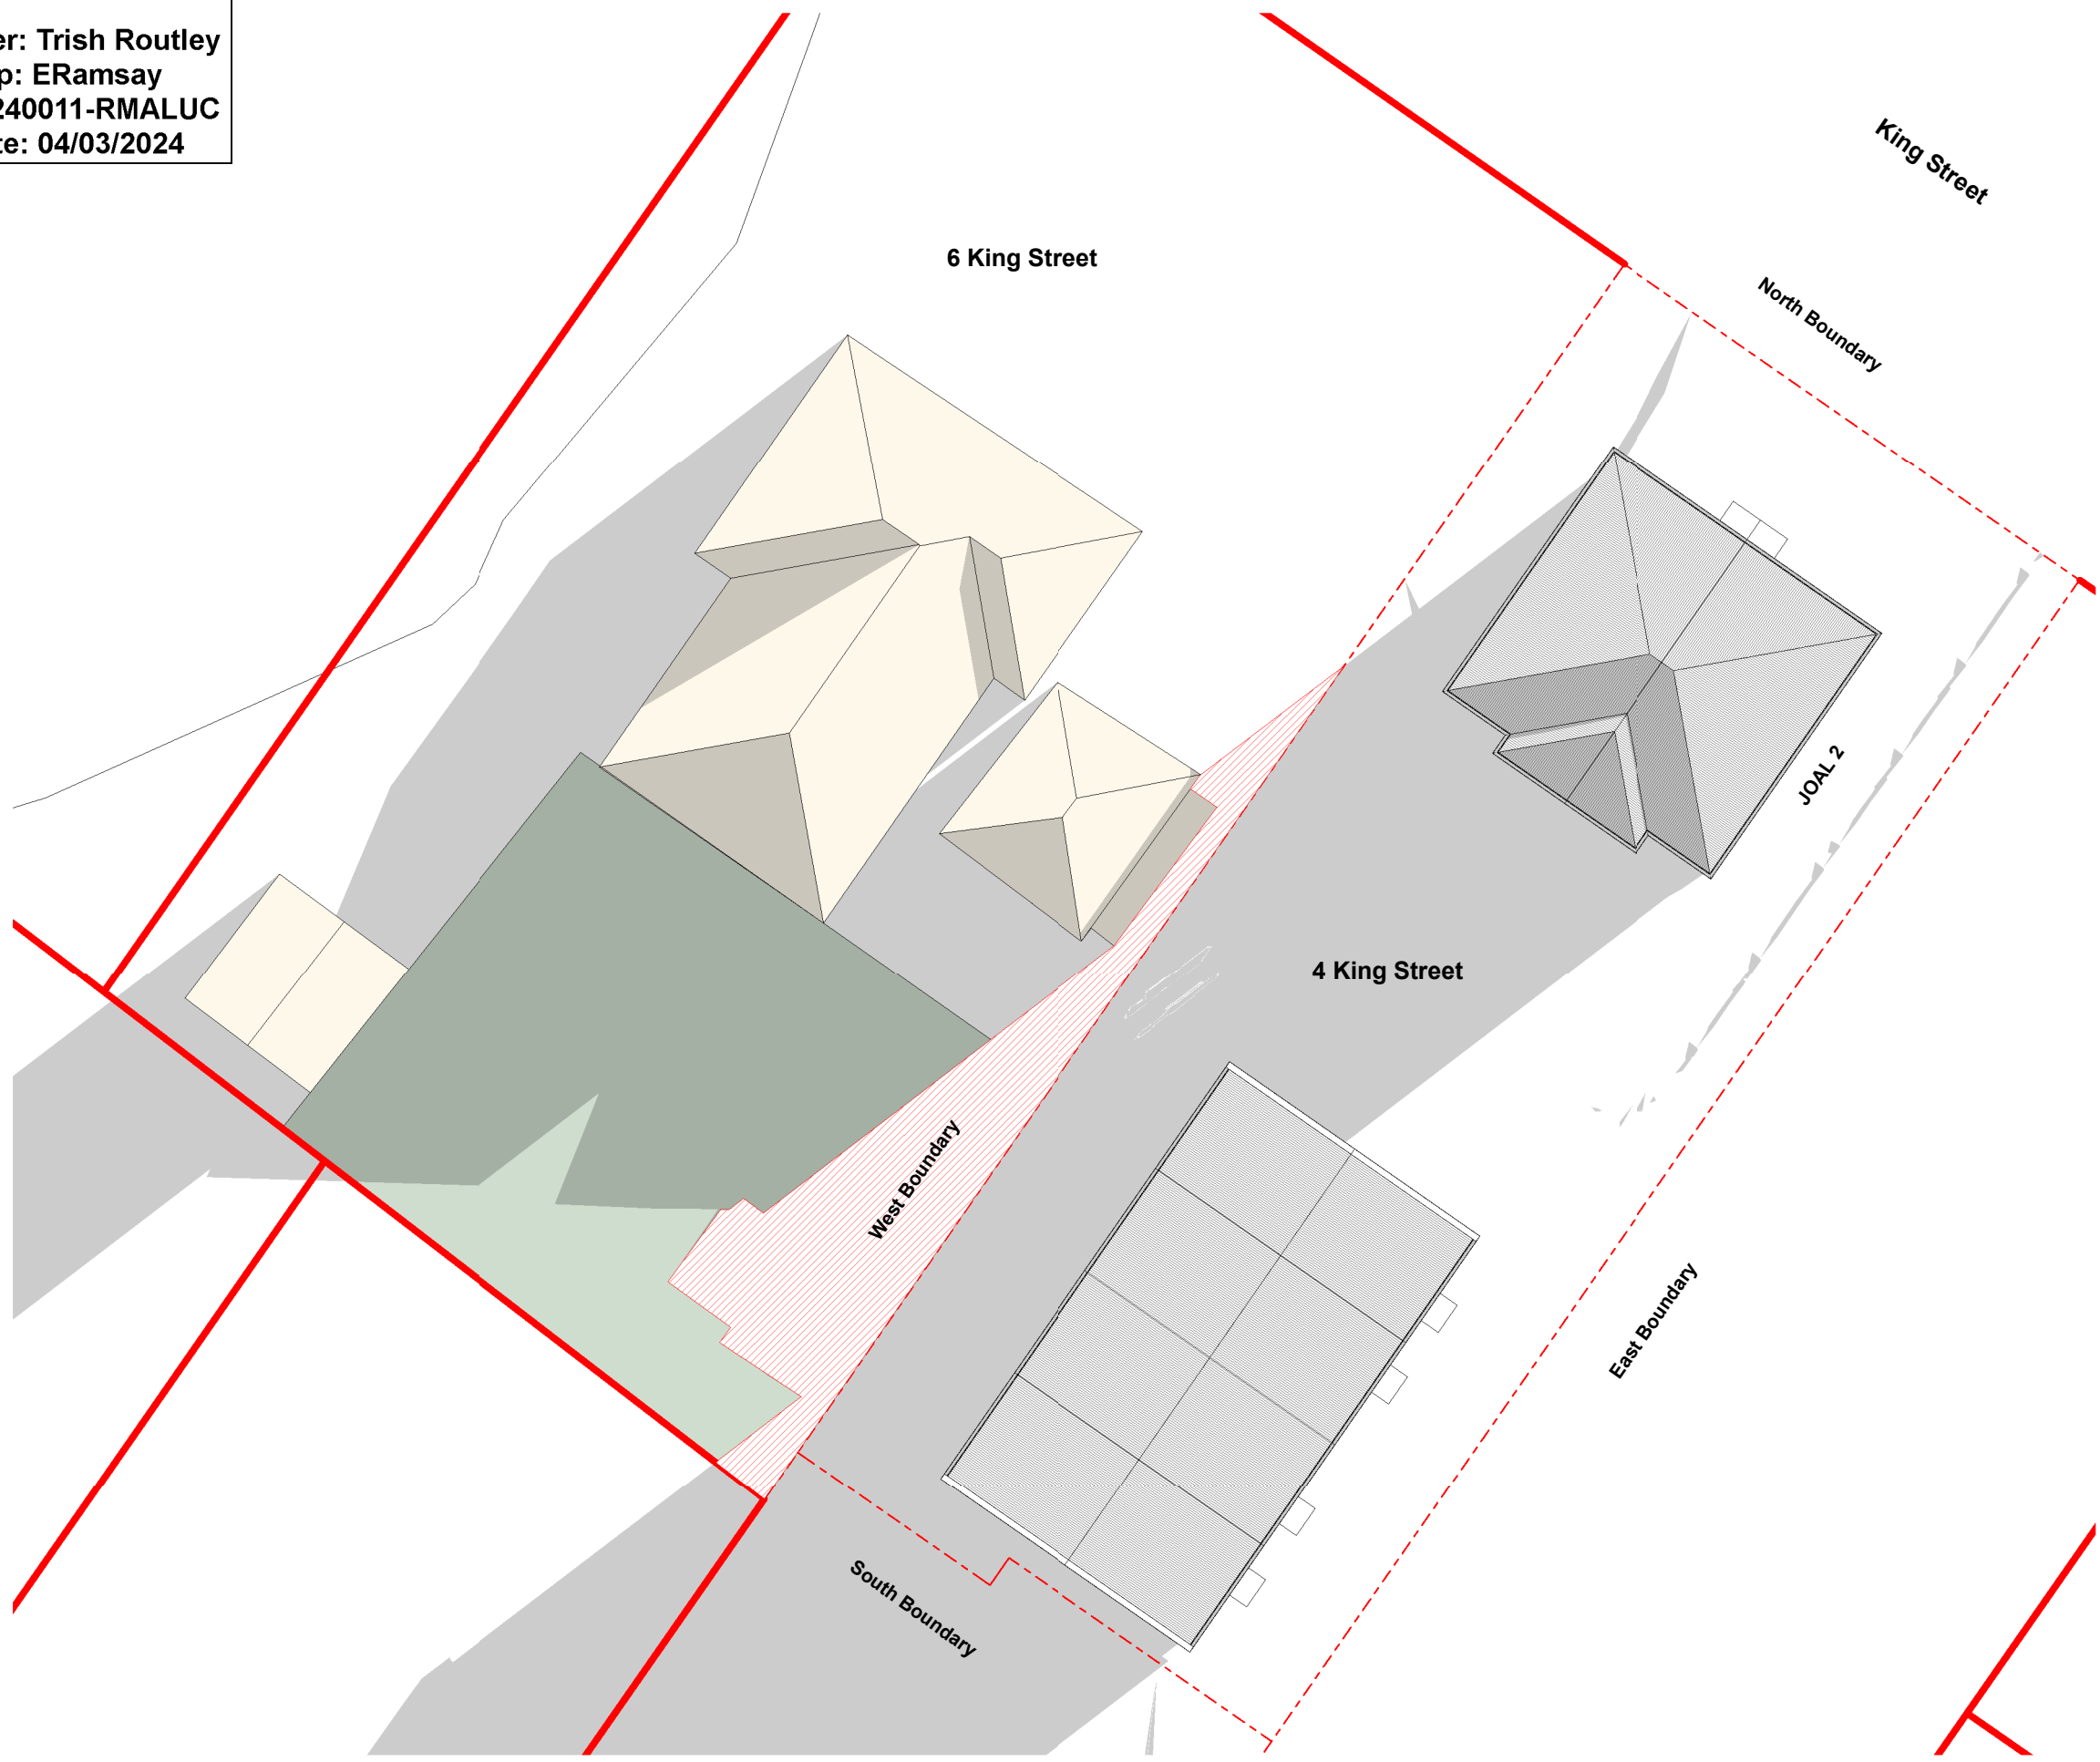 er: Trish Routley
p: ERamsay
240011-RMALUC
te: 04/03/2024
King Street
6 King Street
North Boundary
JOAL 2
4 King Street
West Boundary
East Boundary
South Boundary